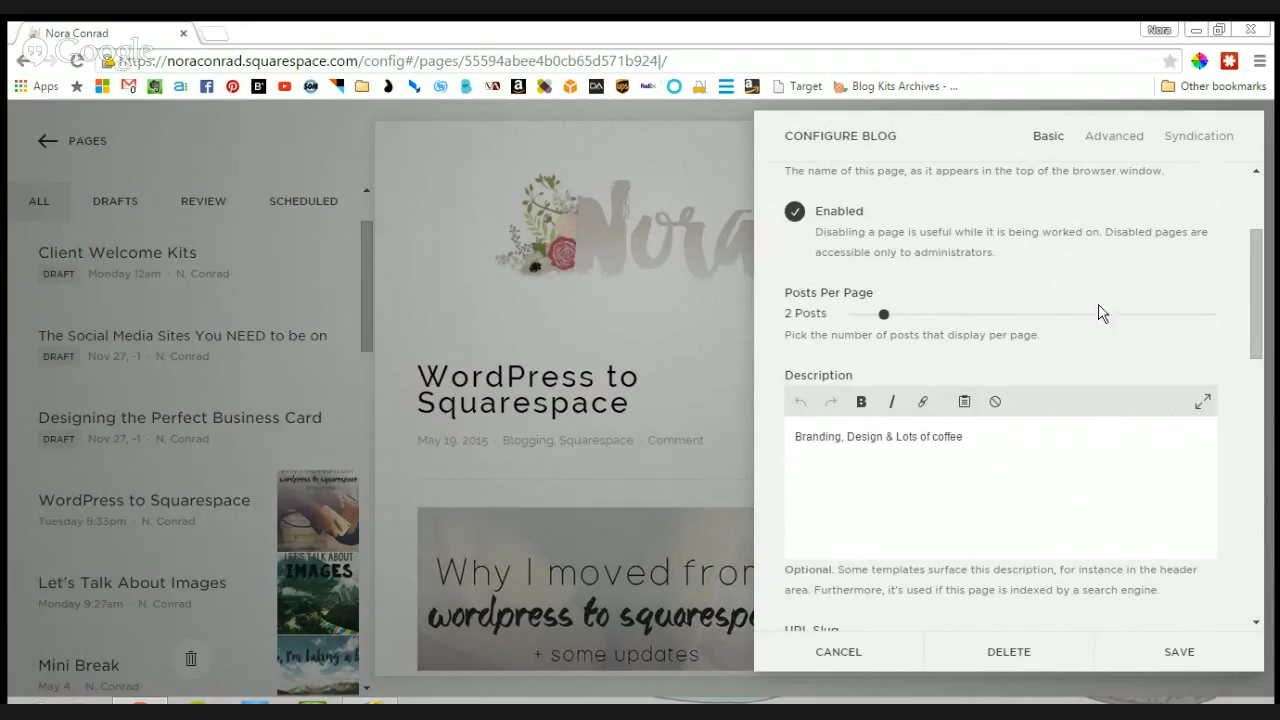 Nora Conrad
Nora
Google
https://noraconrad.squarespace.com/config#/pages/55594abee4b0cb65d571b924|/
Apps
Target
Blog Kits Archives - ...
Other bookmarks
PAGES
ALL
DRAFTS
REVIEW
SCHEDULED
Client Welcome Kits
DRAFT Monday 12am · N. Conrad
The Social Media Sites You NEED to be on
DRAFT Nov 27, -1 · N. Conrad
Designing the Perfect Business Card
DRAFT Nov 27, -1 · N. Conrad
WordPress to Squarespace
Tuesday 8:33pm · N. Conrad
wordpress to squarespace
Let's Talk About Images
Monday 9:27am · N. Conrad
LET'S TALK ABOUT
IMAGES
Mini Break
May 4 · N. Conrad
Nora
WordPress to
Squarespace
May 19, 2015 · Blogging, Squarespace · Comment
Why I moved from
wordpress to squarespa
+ some updates
CONFIGURE BLOG
Basic
Advanced
Syndication
The name of this page, as it appears in the top of the browser window.
Enabled
Disabling a page is useful while it is being worked on. Disabled pages are
accessible only to administrators.
Posts Per Page
2 Posts
Pick the number of posts that display per page.
Description
B I
Branding, Design & Lots of coffee
Optional. Some templates surface this description, for instance in the header
area. Furthermore, it's used if this page is indexed by a search engine.
URL Slug
CANCEL
DELETE
SAVE